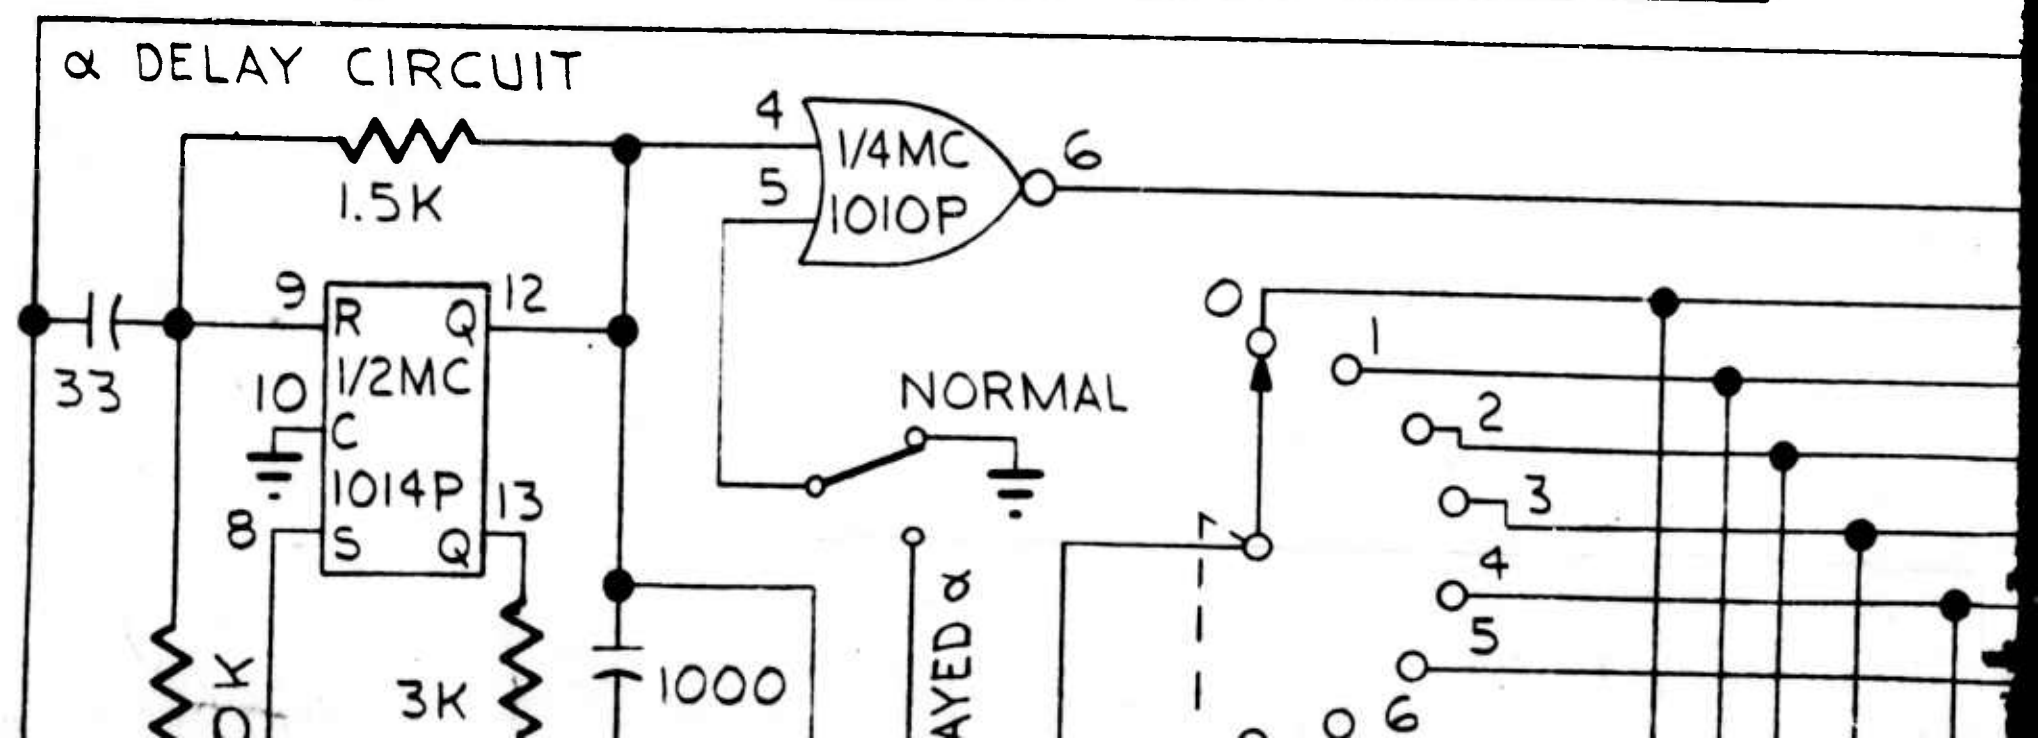 α DELAY CIRCUIT
1.5K
4
5
1/4MC
1010P
6
33
9
10
8
R
Q
1/2MC
C
1014P
S
Q
12
13
NORMAL
0
1
2
3
4
5
6
3K
1000